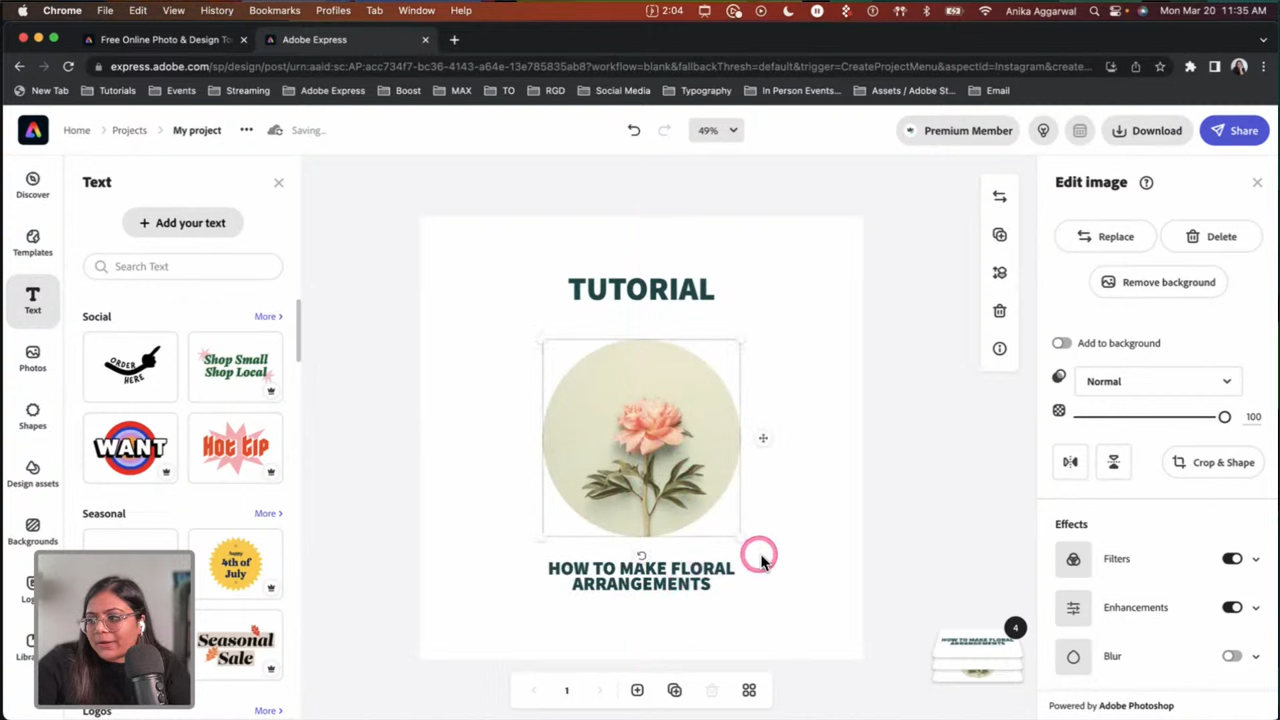 Chrome File Edit View History Bookmarks Profiles Tab Window Help 2:04 Anika Aggarwal Mon Mar 20 11:35 AM
Free Online Photo & Design To
Adobe Express
express.adobe.com/sp/design/post/urn:aaid:sc:AP:acc734f7-bc36-4143-a64e-13e785835ab8?workflow=blank&fallbackThresh=default&trigger=CreateProjectMenu&aspectid=Instagram&create...
New Tab Tutorials Events Streaming Adobe Express Boost MAX TO RGD Social Media Typography In Person Events... Assets / Adobe St... Email
Home Projects My project ••• Saving... 49% Premium Member Download Share
Discover
Templates
Text
Photos
Shapes
Design assets
Backgrounds
Text
+ Add your text
Search Text
Social More
ORDER HERE
Shop Small
Shop Local
WANT
Hot tip
Seasonal More
happy
4th of
July
Seasonal
Sale
Logos More
TUTORIAL
HOW TO MAKE FLORAL
ARRANGEMENTS
1
4
HOW TO MAKE FLORAL
ARRANGEMENTS
Edit image
Replace Delete
Remove background
Add to background
Normal
100
Crop & Shape
Effects
Filters
Enhancements
Blur
Powered by Adobe Photoshop